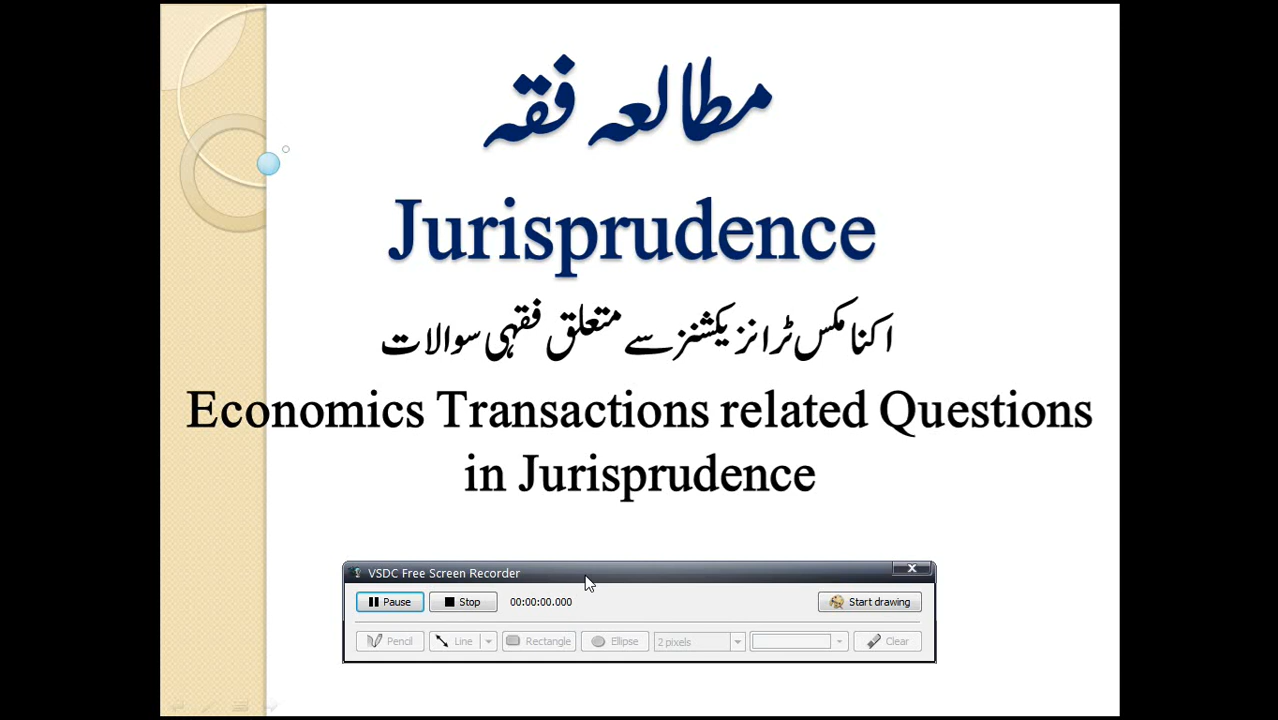 مطالعہ فقہ
Jurisprudence
اکنامکس ٹرانزیکشنز سے متعلق فقہی سوالات
Economics Transactions related Questions
in Jurisprudence
VSDC Free Screen Recorder
Pause Stop 00:00:00.000 Start drawing
Pencil Line Rectangle Ellipse 2 pixels Clear